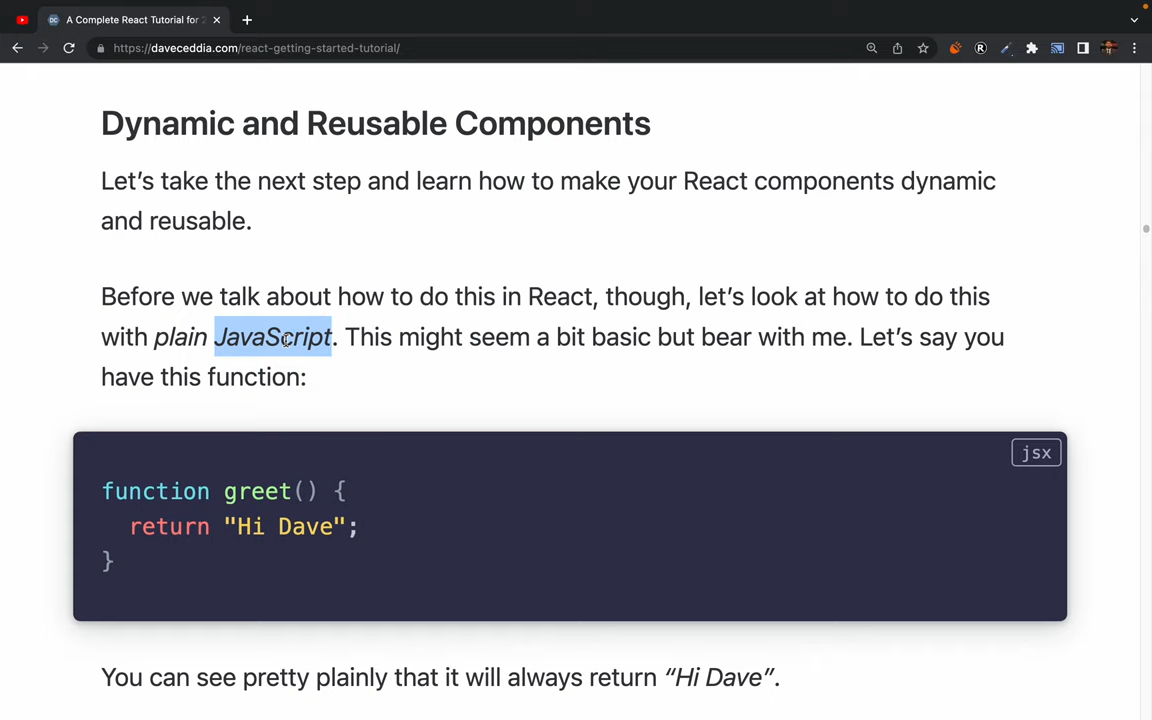 A Complete React Tutorial for 2
https://daveceddia.com/react-getting-started-tutorial/
Dynamic and Reusable Components
Let’s take the next step and learn how to make your React components dynamic
and reusable.
Before we talk about how to do this in React, though, let’s look at how to do this
with plain JavaScript. This might seem a bit basic but bear with me. Let’s say you
have this function:
jsx
function greet() {
return "Hi Dave";
}
You can see pretty plainly that it will always return “Hi Dave”.